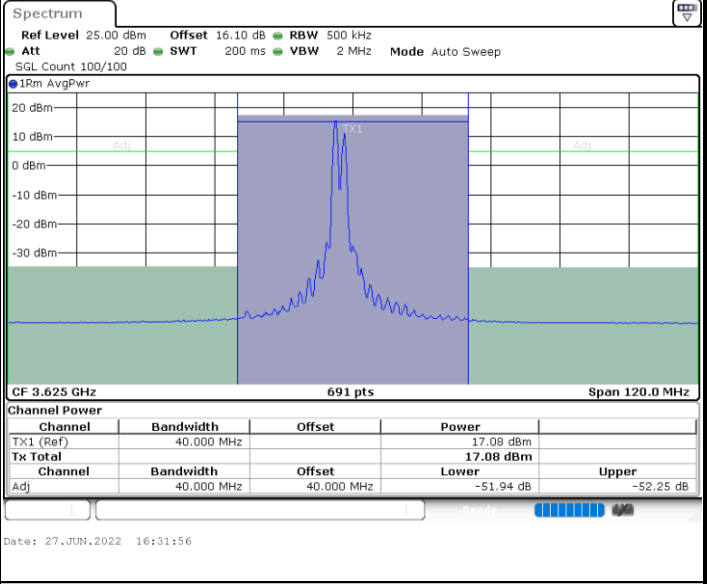 Spectrum
Ref Level 25.00 dBm Offset 16.10 dB RBW 500 kHz
Att 20 dB SWT 200 ms VBW 2 MHz Mode Auto Sweep
SGL Count 100/100
1Rm AvgPwr
20 dBm
TX1
10 dBm
Adj Adj
0 dBm
-10 dBm
-20 dBm
-30 dBm
CF 3.625 GHz 691 pts Span 120.0 MHz
Channel Power
Channel Bandwidth Offset Power
TX1 (Ref) 40.000 MHz 17.08 dBm
Tx Total 17.08 dBm
Channel Bandwidth Offset Lower Upper
Adj 40.000 MHz 40.000 MHz -51.94 dB -52.25 dB
Ready
Date: 27.JUN.2022 16:31:56